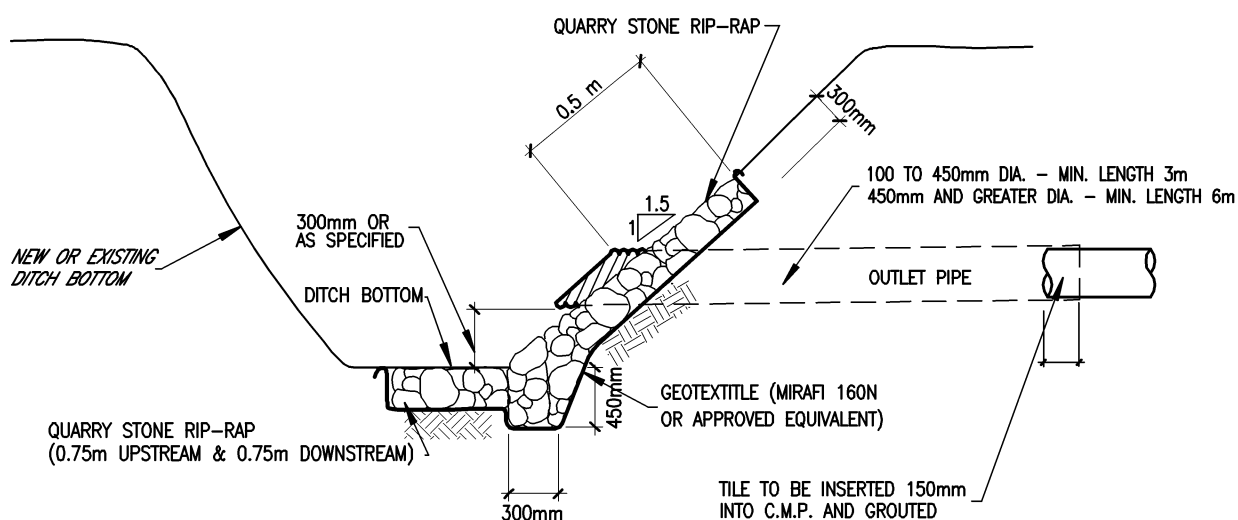 QUARRY STONE RIP-RAP
0.5 m
300mm
100 TO 450mm DIA. - MIN. LENGTH 3m
450mm AND GREATER DIA. - MIN. LENGTH 6m
1.5
1
300mm OR
AS SPECIFIED
NEW OR EXISTING
DITCH BOTTOM
DITCH BOTTOM
OUTLET PIPE
450mm
GEOTEXTITLE (MIRAFI 160N
OR APPROVED EQUIVALENT)
QUARRY STONE RIP-RAP
(0.75m UPSTREAM & 0.75m DOWNSTREAM)
300mm
TILE TO BE INSERTED 150mm
INTO C.M.P. AND GROUTED